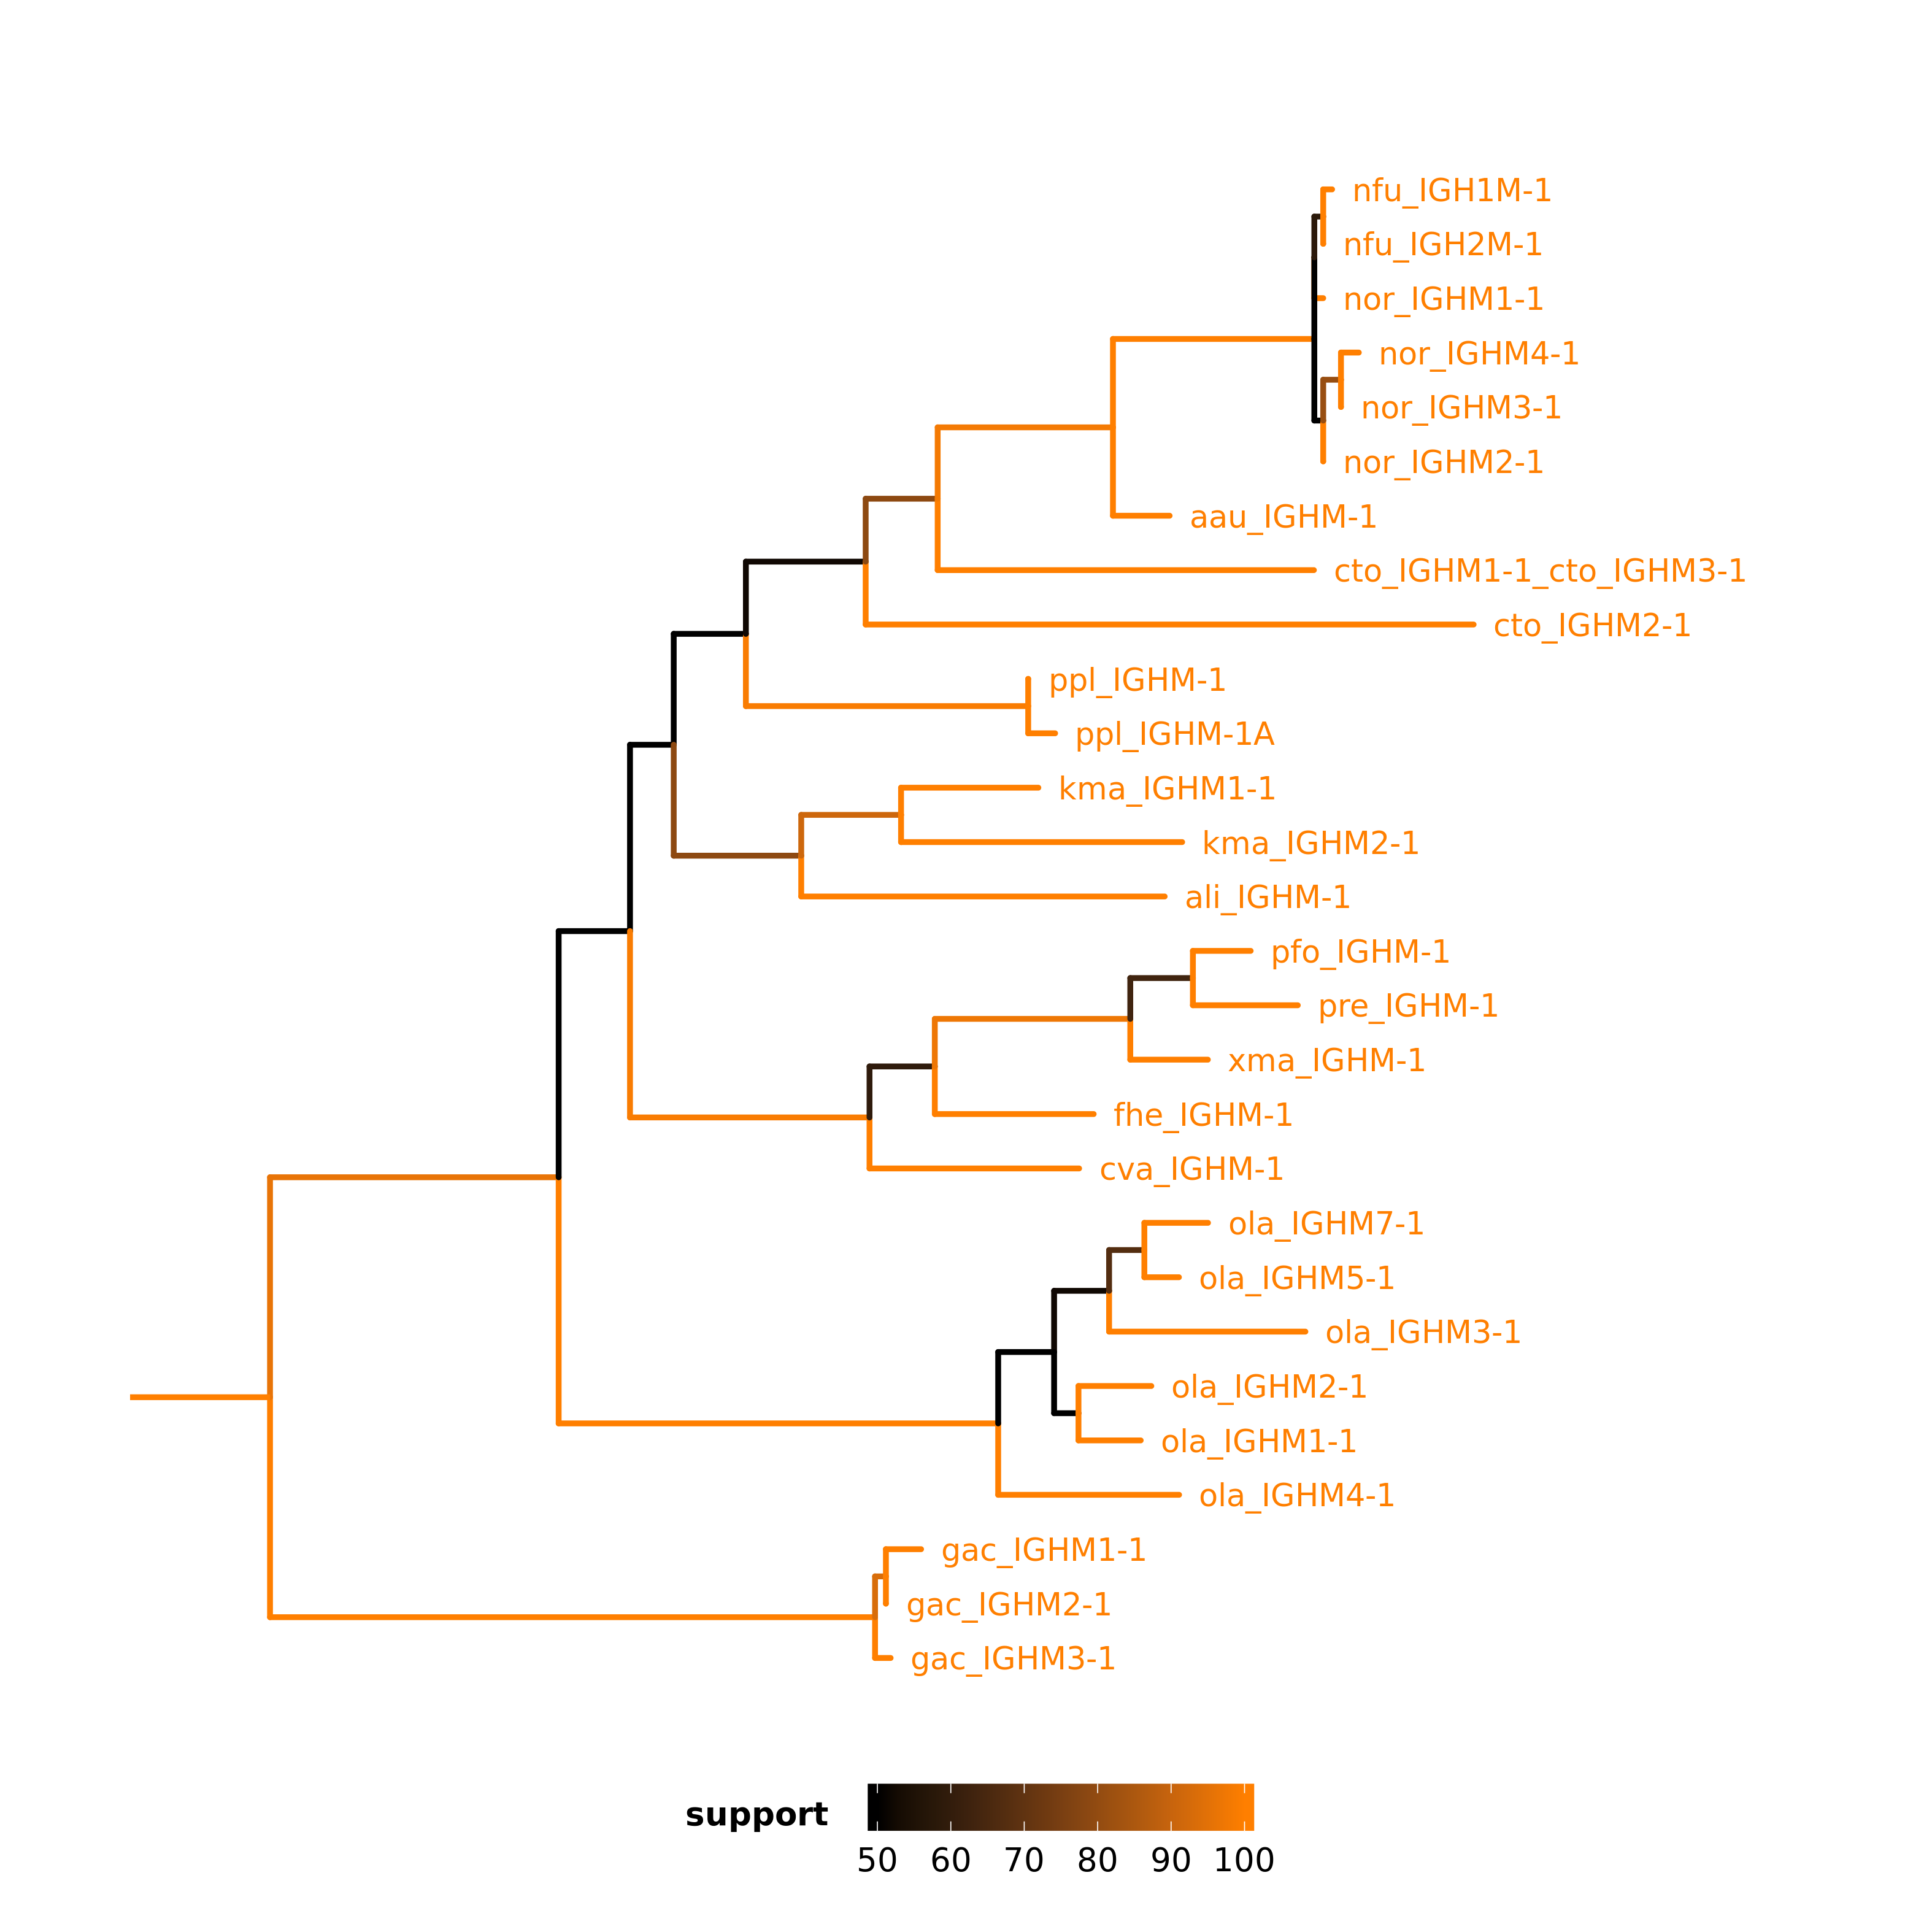 nfu_IGH1M-1
nfu_IGH2M-1
nor_IGHM1-1
nor_IGHM4-1
nor_IGHM3-1
nor_IGHM2-1
aau_IGHM-1
cto_IGHM1-1_cto_IGHM3-1
cto_IGHM2-1
ppl_IGHM-1
ppl_IGHM-1A
kma_IGHM1-1
kma_IGHM2-1
ali_IGHM-1
pfo_IGHM-1
pre_IGHM-1
xma_IGHM-1
fhe_IGHM-1
cva_IGHM-1
ola_IGHM7-1
ola_IGHM5-1
ola_IGHM3-1
ola_IGHM2-1
ola_IGHM1-1
ola_IGHM4-1
gac_IGHM1-1
gac_IGHM2-1
gac_IGHM3-1
support
50 60 70 80 90 100